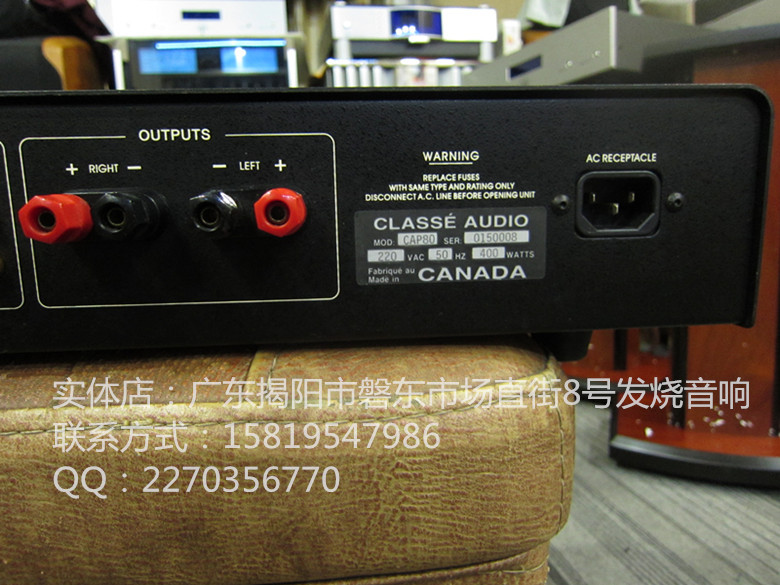 OUTPUTS
+ RIGHT −
− LEFT +
WARNING
REPLACE FUSES
WITH SAME TYPE AND RATING ONLY
DISCONNECT A.C. LINE BEFORE OPENING UNIT
AC RECEPTACLE
CLASSÉ AUDIO
MOD. CAP80 SER. 0150008
220 VAC 50 HZ 400 WATTS
Fabriqué au
Made in CANADA
实体店：广东揭阳市磐东市场直街8号发烧音响
联系方式：15819547986
QQ：2270356770